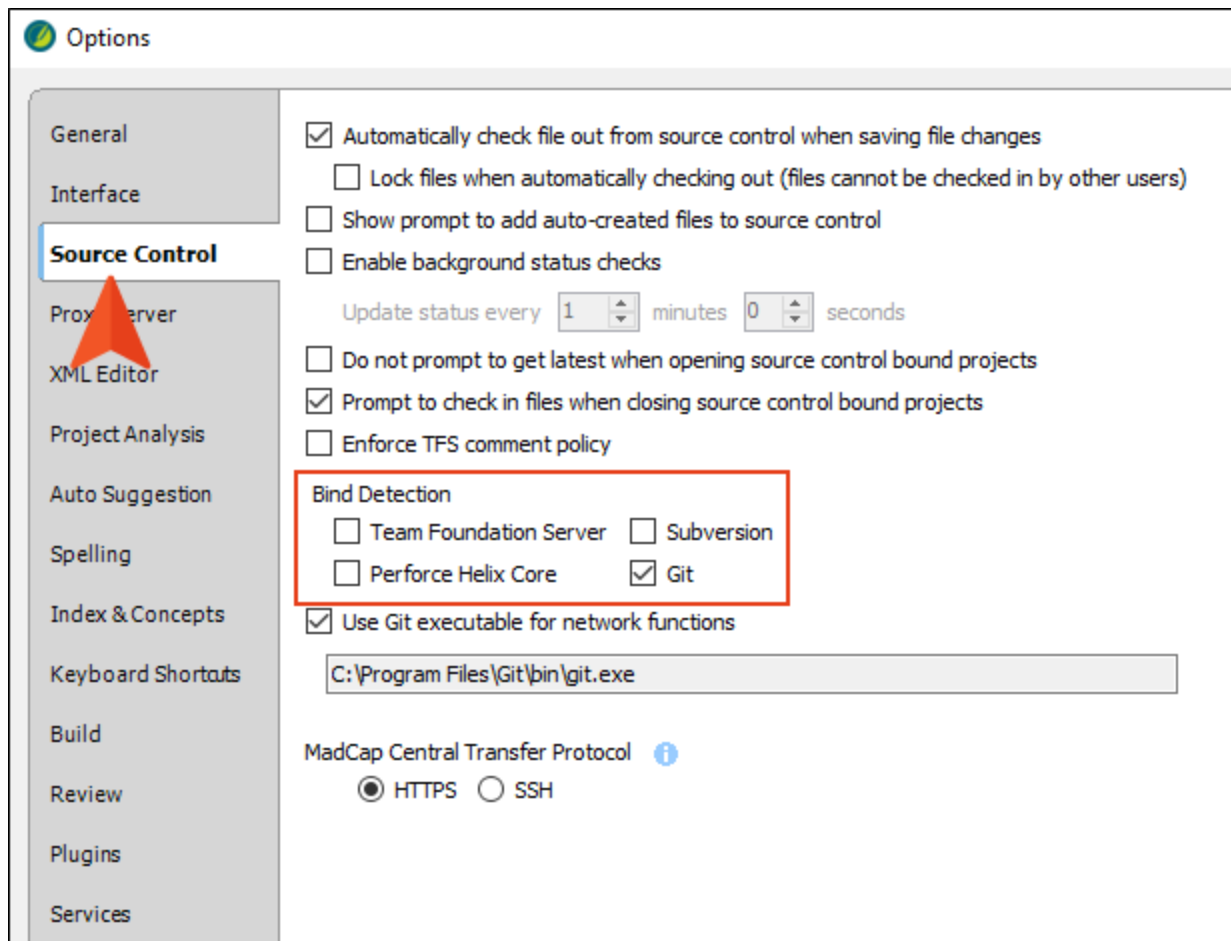 Options
General
Interface
Source Control
XML Editor
Project Analysis
Auto Suggestion
Spelling
Index & Concepts
Keyboard Shortcuts
Build
Review
Plugins
Services
Automatically check file out from source control when saving file changes
Lock files when automatically checking out (files cannot be checked in by other users)
Show prompt to add auto-created files to source control
Enable background status checks
Update status every 1 minutes 0 seconds
Do not prompt to get latest when opening source control bound projects
Prompt to check in files when closing source control bound projects
Enforce TFS comment policy
Bind Detection
Team Foundation Server Subversion
Perforce Helix Core Git
Use Git executable for network functions
C:\Program Files\Git\bin\git.exe
MadCap Central Transfer Protocol
HTTPS SSH